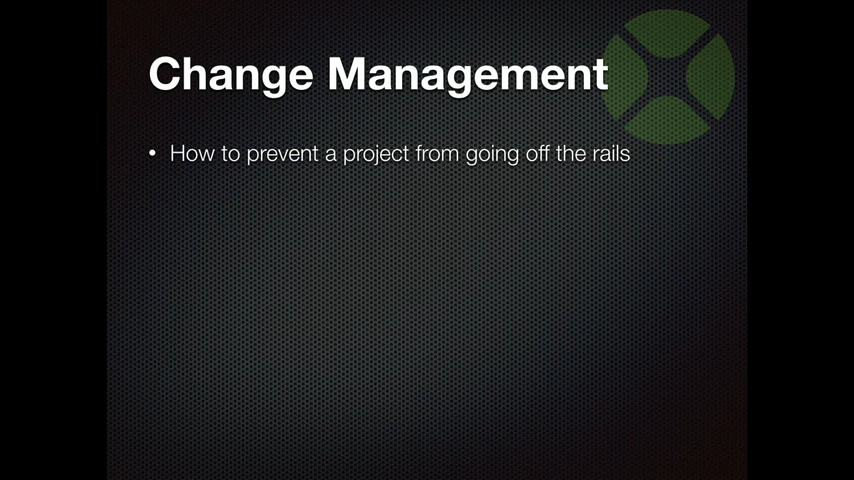 Change Management
• How to prevent a project from going off the rails